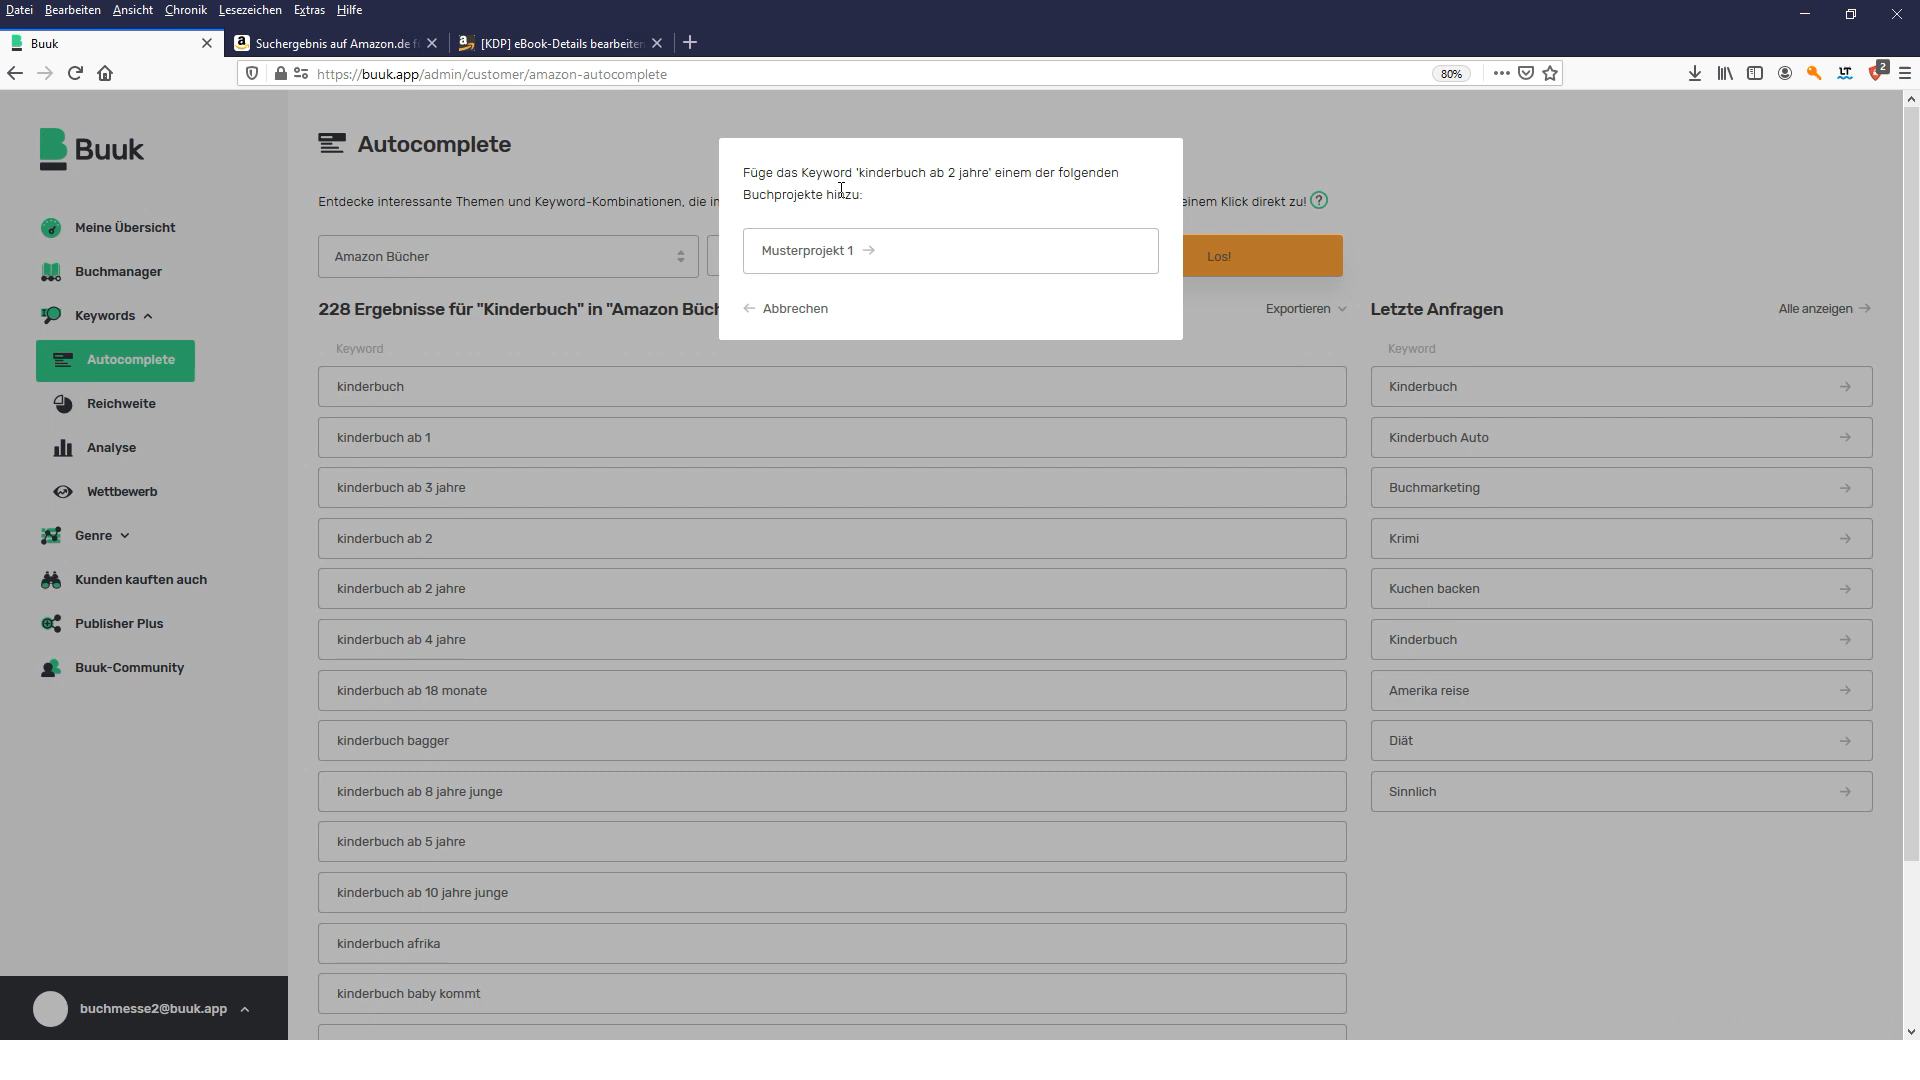 Datei Bearbeiten Ansicht Chronik Lesezeichen Extras Hilfe
Buuk
Suchergebnis auf Amazon.de
[KDP] eBook-Details bearbeiten
https://buuk.app/admin/customer/amazon-autocomplete
80%
LT
2
Buuk
Meine Übersicht
Buchmanager
Keywords
Autocomplete
Reichweite
Analyse
Wettbewerb
Genre
Kunden kauften auch
Publisher Plus
Buuk-Community
buchmesse2@buuk.app
Autocomplete
Entdecke interessante Themen und Keyword-Kombinationen, die
einem Klick direkt zu! ?
Amazon Bücher
Los!
Füge das Keyword 'kinderbuch ab 2 jahre' einem der folgenden
Buchprojekte hinzu:
Musterprojekt 1
Abbrechen
228 Ergebnisse für "Kinderbuch" in "Amazon Büch
Exportieren
Keyword
kinderbuch
kinderbuch ab 1
kinderbuch ab 3 jahre
kinderbuch ab 2
kinderbuch ab 2 jahre
kinderbuch ab 4 jahre
kinderbuch ab 18 monate
kinderbuch bagger
kinderbuch ab 8 jahre junge
kinderbuch ab 5 jahre
kinderbuch ab 10 jahre junge
kinderbuch afrika
kinderbuch baby kommt
Letzte Anfragen
Alle anzeigen
Keyword
Kinderbuch
Kinderbuch Auto
Buchmarketing
Krimi
Kuchen backen
Kinderbuch
Amerika reise
Diät
Sinnlich